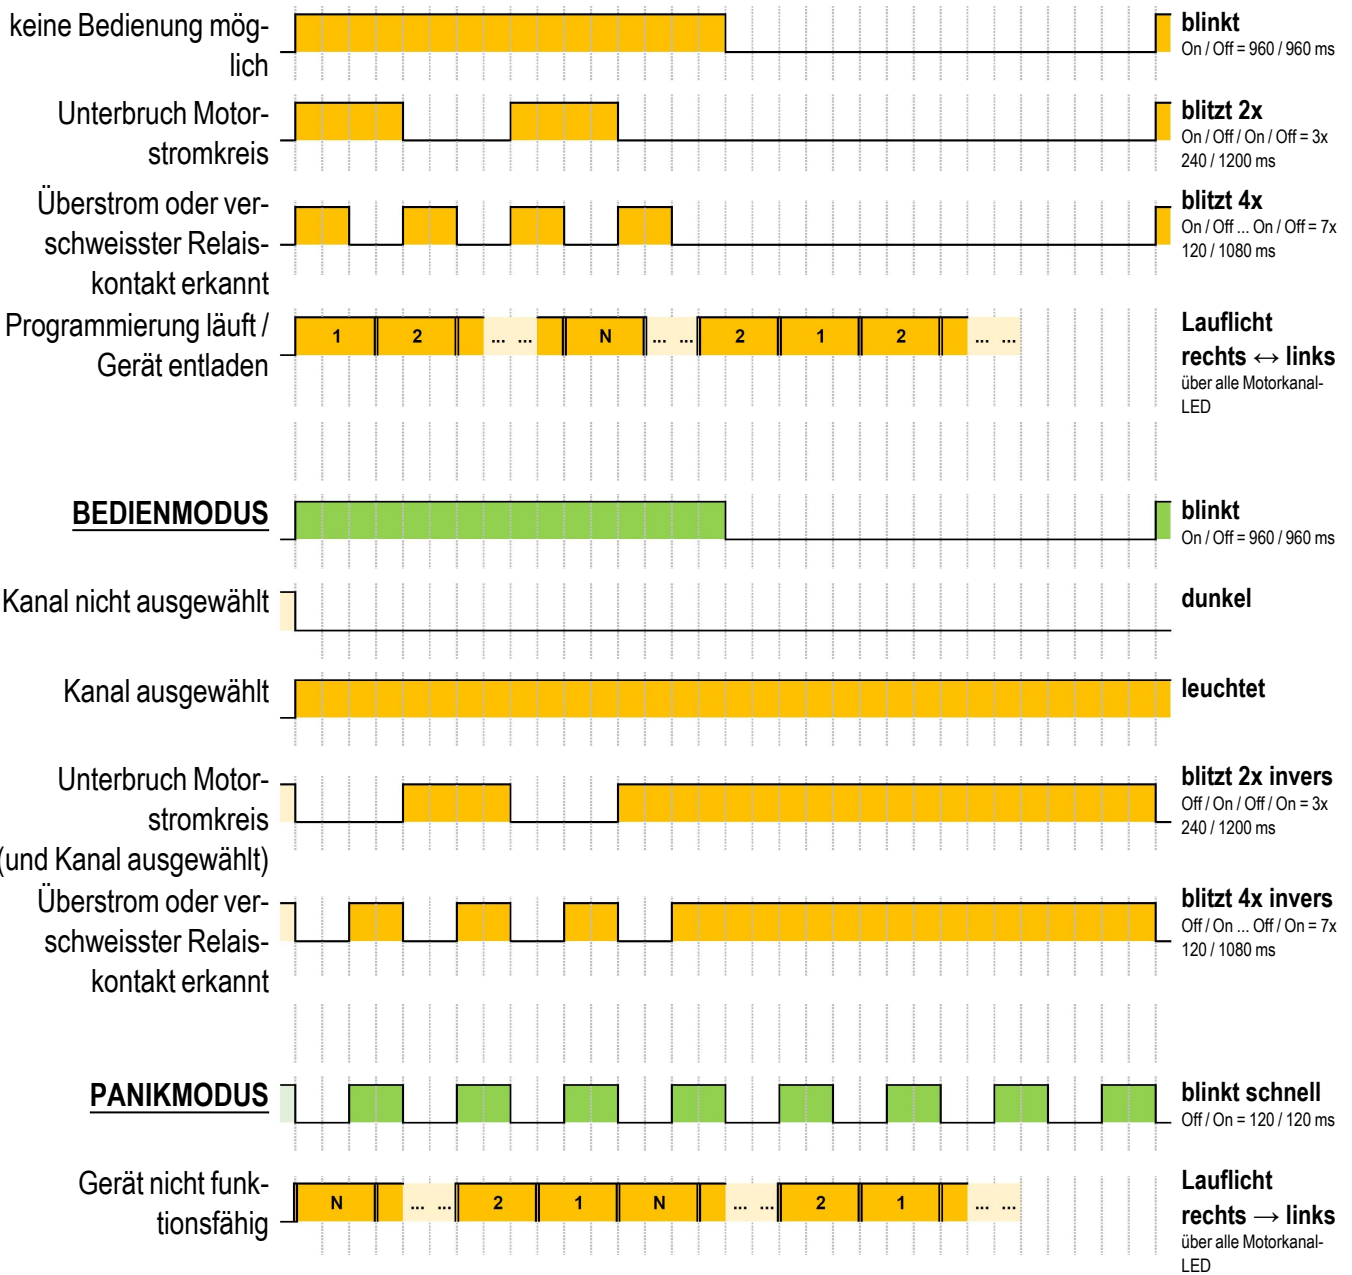 keine Bedienung mög-
lich
blinkt
On / Off = 960 / 960 ms
Unterbruch Motor-
stromkreis
blitzt 2x
On / Off / On / Off = 3x
240 / 1200 ms
Überstrom oder ver-
schweisster Relais-
kontakt erkannt
blitzt 4x
On / Off ... On / Off = 7x
120 / 1080 ms
Programmierung läuft /
Gerät entladen
1 2 ... ... N ... ... 2 1 2 ... ...
Lauflicht
rechts ↔ links
über alle Motorkanal-
LED
BEDIENMODUS
blinkt
On / Off = 960 / 960 ms
Kanal nicht ausgewählt
dunkel
Kanal ausgewählt
leuchtet
Unterbruch Motor-
stromkreis
(und Kanal ausgewählt)
blitzt 2x invers
Off / On / Off / On = 3x
240 / 1200 ms
Überstrom oder ver-
schweisster Relais-
kontakt erkannt
blitzt 4x invers
Off / On ... Off / On = 7x
120 / 1080 ms
PANIKMODUS
blinkt schnell
Off / On = 120 / 120 ms
Gerät nicht funk-
tionsfähig
N ... ... 2 1 N ... ... 2 1 ... ...
Lauflicht
rechts → links
über alle Motorkanal-
LED